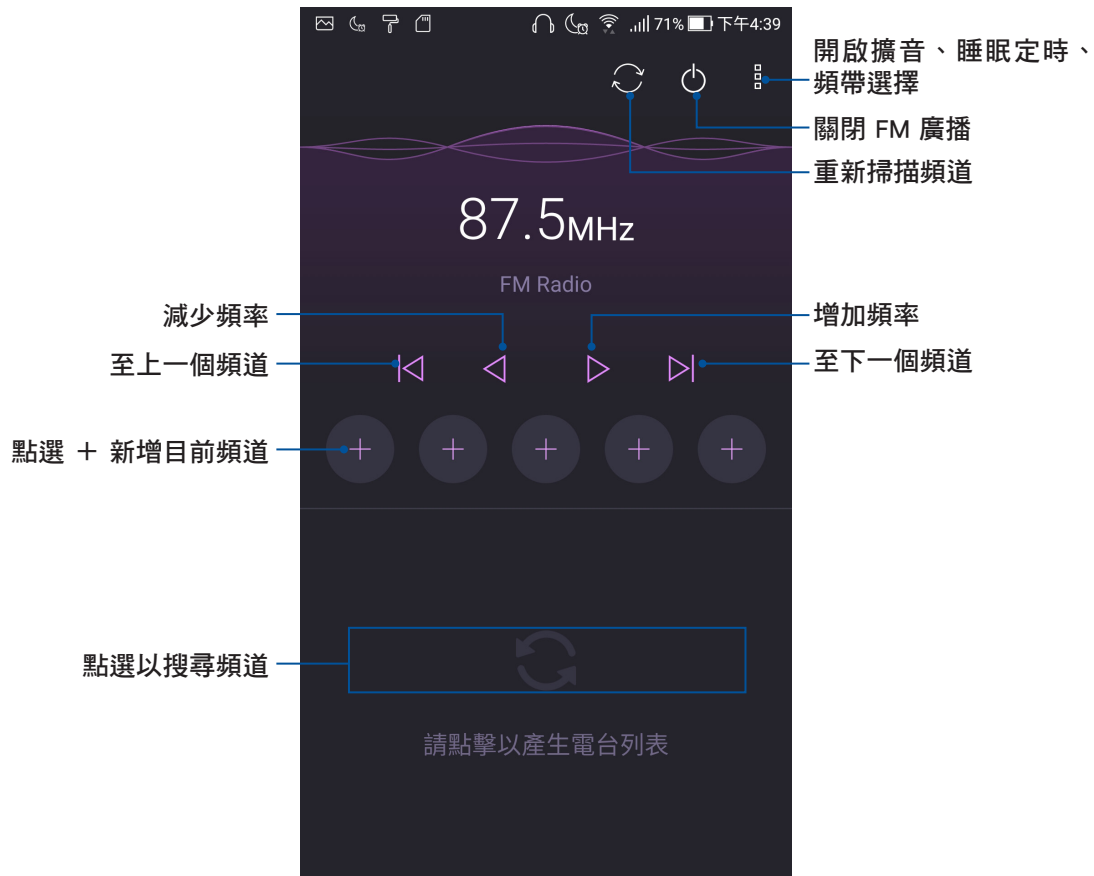 71% 下午4:39
開啟擴音、睡眠定時、
頻帶選擇
關閉 FM 廣播
重新掃描頻道
87.5MHz
FM Radio
減少頻率
增加頻率
至上一個頻道
至下一個頻道
點選 + 新增目前頻道
點選以搜尋頻道
請點擊以產生電台列表